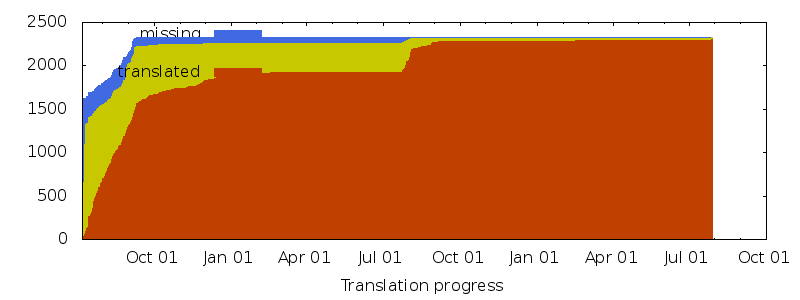 2500
missing
2000
translated
1500
1000
500
0
Oct 01 Jan 01 Apr 01 Jul 01 Oct 01 Jan 01 Apr 01 Jul 01 Oct 01
Translation progress